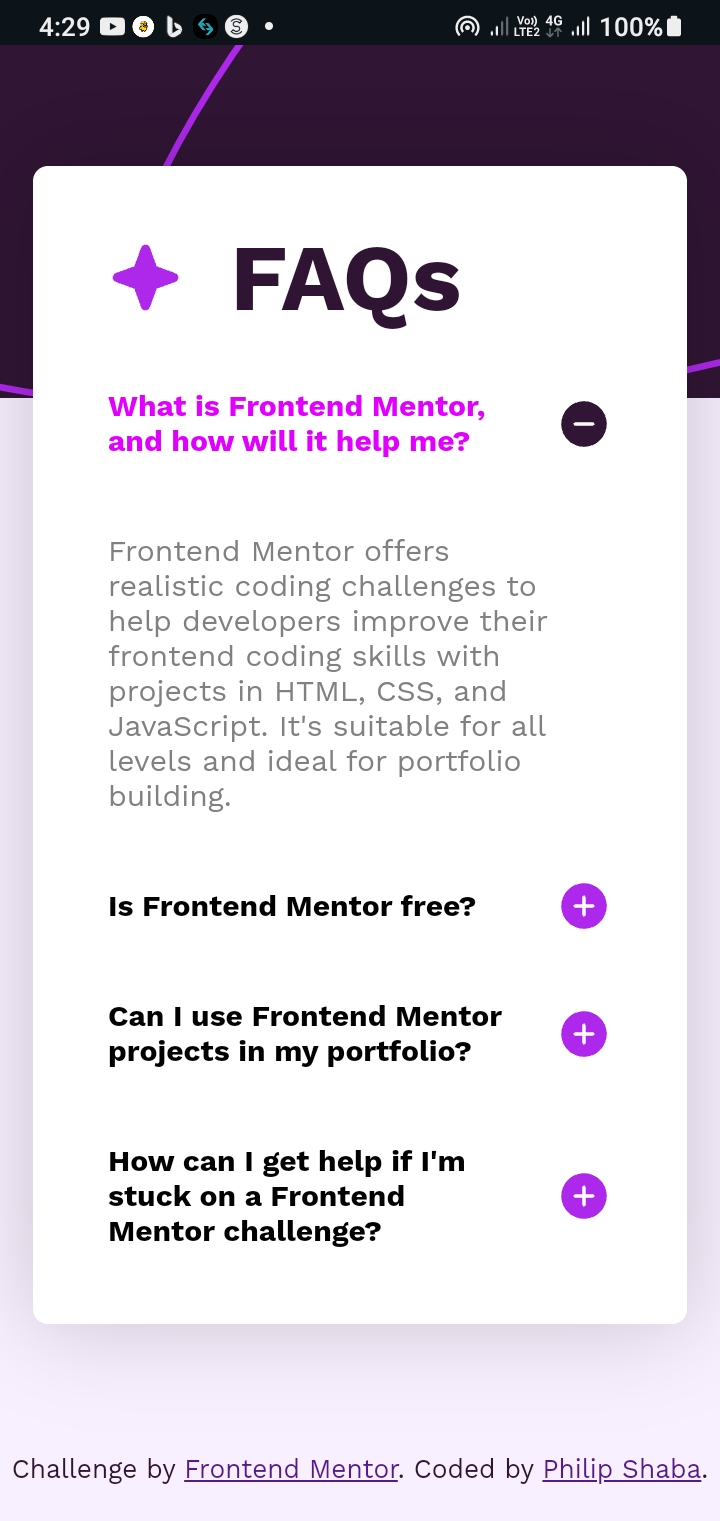 4:29 Vo)) LTE2 4G 100%
FAQs
What is Frontend Mentor,
and how will it help me?
Frontend Mentor offers
realistic coding challenges to
help developers improve their
frontend coding skills with
projects in HTML, CSS, and
JavaScript. It's suitable for all
levels and ideal for portfolio
building.
Is Frontend Mentor free?
Can I use Frontend Mentor
projects in my portfolio?
How can I get help if I'm
stuck on a Frontend
Mentor challenge?
Challenge by Frontend Mentor. Coded by Philip Shaba.